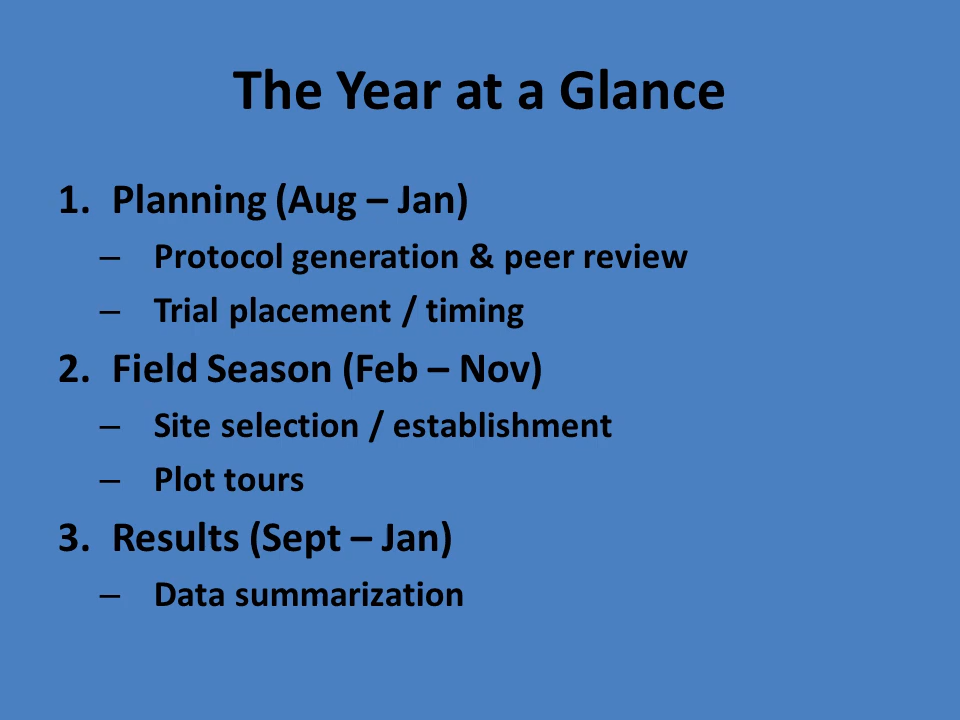 The Year at a Glance
1. Planning (Aug – Jan)
– Protocol generation & peer review
– Trial placement / timing
2. Field Season (Feb – Nov)
– Site selection / establishment
– Plot tours
3. Results (Sept – Jan)
– Data summarization